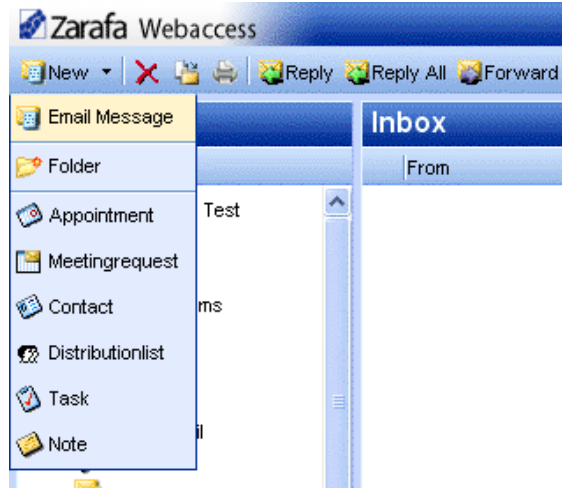 Zarafa Webaccess
New Reply Reply All Forward
Email Message
Inbox
Folder
From
Appointment
Test
Meetingrequest
Contact
ms
Distributionlist
Task
Note
il